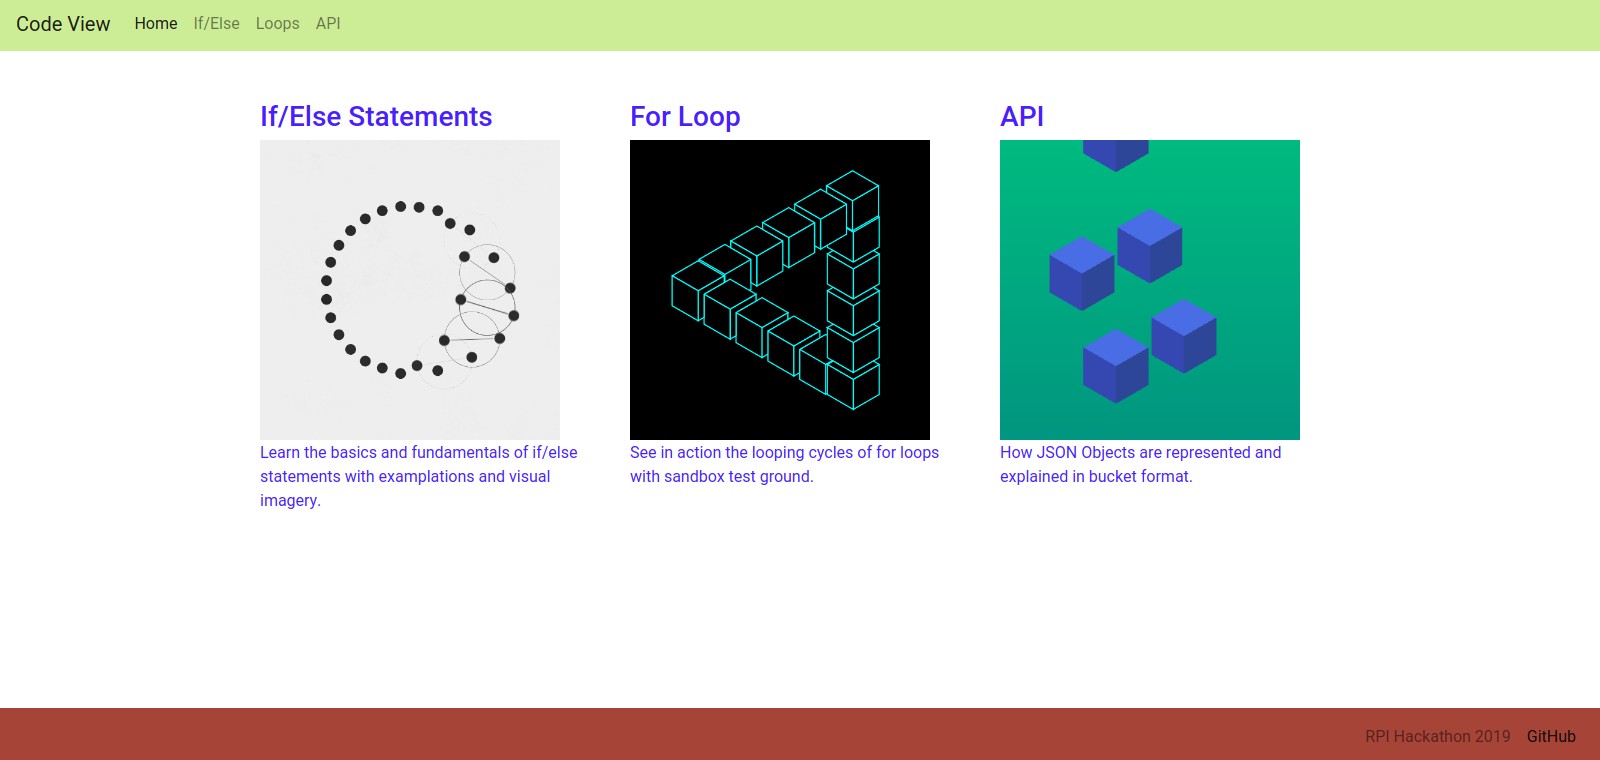 Code View Home If/Else Loops API
If/Else Statements
Learn the basics and fundamentals of if/else
statements with examplations and visual
imagery.
For Loop
See in action the looping cycles of for loops
with sandbox test ground.
API
How JSON Objects are represented and
explained in bucket format.
RPI Hackathon 2019 GitHub